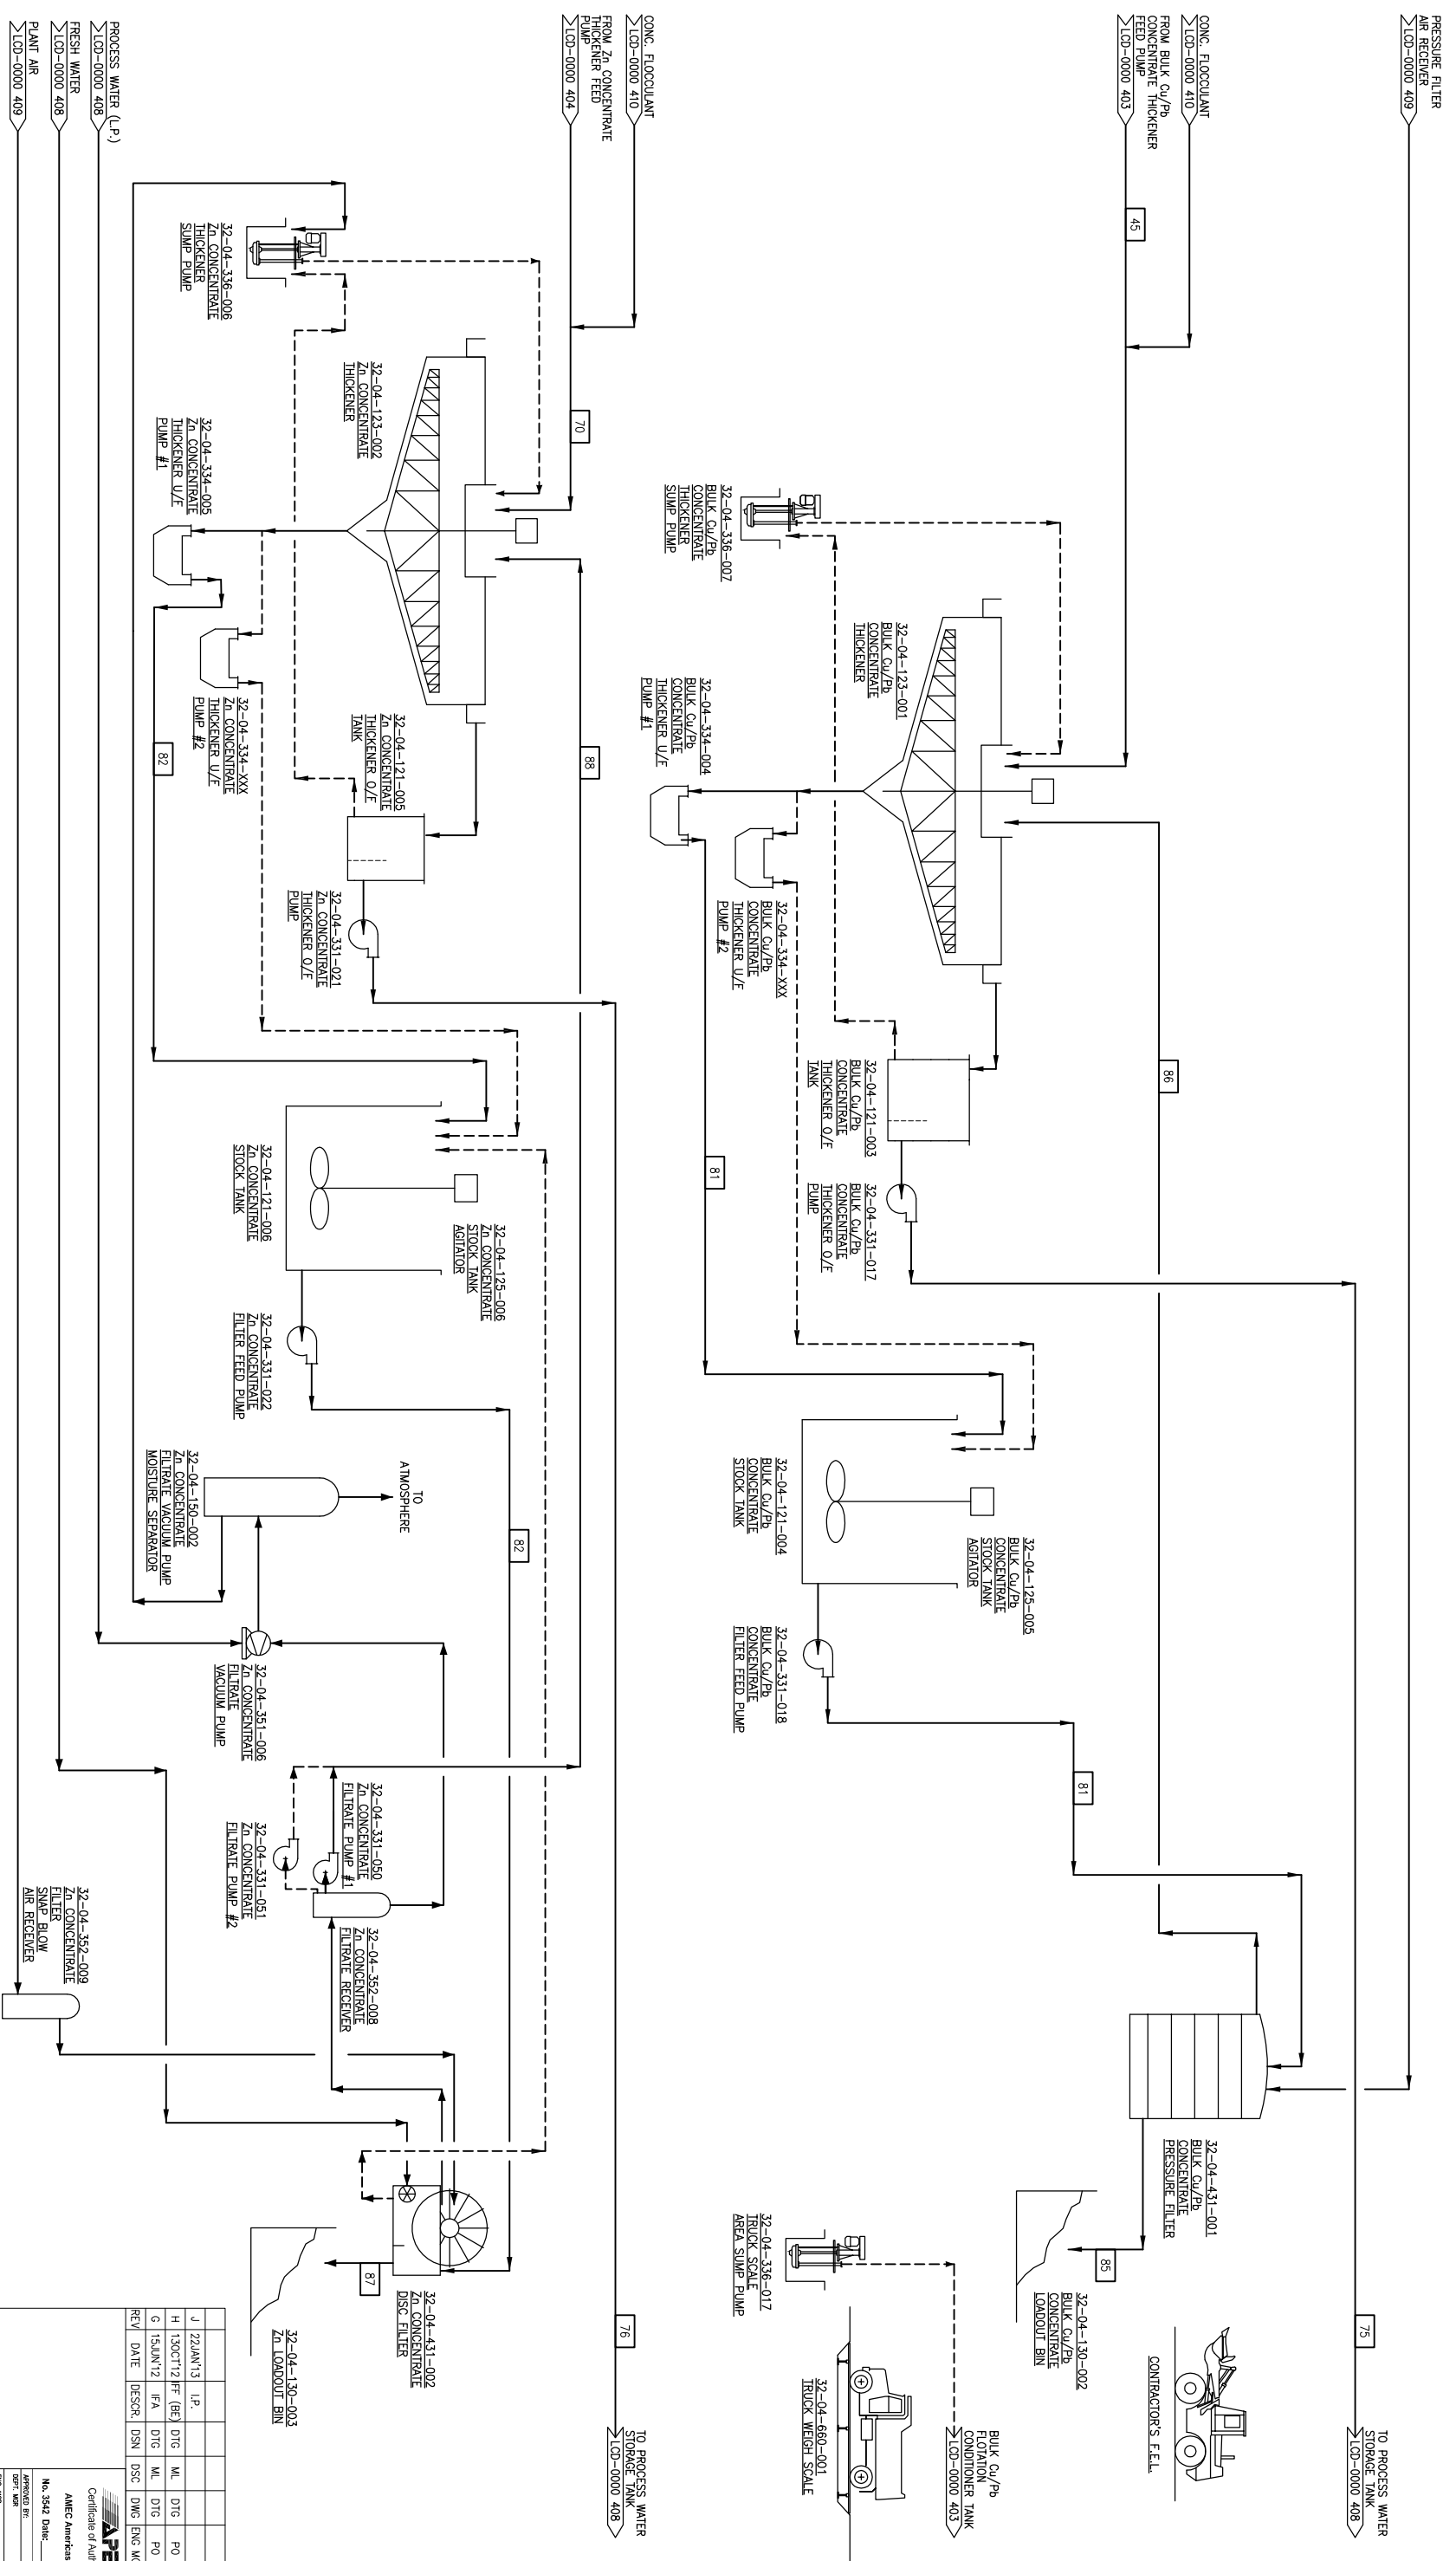 PRESSURE FILTER
AIR RECEIVER
LCD-0000 409
CONC. FLOCCULANT
LCD-0000 410
FROM BULK Cu/Pb
CONCENTRATE THICKENER
FEED PUMP
LCD-0000 403
45
86
75
TO PROCESS WATER
STORAGE TANK
LCD-0000 408
32-04-336-007
BULK Cu/Pb
CONCENTRATE
THICKENER
SUMP PUMP
32-04-123-001
BULK Cu/Pb
CONCENTRATE
THICKENER
32-04-334-004
BULK Cu/Pb
CONCENTRATE
THICKENER U/F
PUMP #1
32-04-334-XXX
BULK Cu/Pb
CONCENTRATE
THICKENER U/F
PUMP #2
32-04-121-003
BULK Cu/Pb
CONCENTRATE
THICKENER O/F
TANK
32-04-331-017
BULK Cu/Pb
CONCENTRATE
THICKENER O/F
PUMP
81
32-04-121-004
BULK Cu/Pb
CONCENTRATE
STOCK TANK
32-04-125-005
BULK Cu/Pb
CONCENTRATE
STOCK TANK
AGITATOR
32-04-331-018
BULK Cu/Pb
CONCENTRATE
FILTER FEED PUMP
81
32-04-431-001
BULK Cu/Pb
CONCENTRATE
PRESSURE FILTER
85
32-04-130-002
BULK Cu/Pb
CONCENTRATE
LOADOUT BIN
CONTRACTOR'S F.E.L.
32-04-336-017
TRUCK SCALE
AREA SUMP PUMP
32-04-660-001
TRUCK WEIGH SCALE
BULK Cu/Pb
FLOTATION
CONDITIONER TANK
LCD-0000 403
CONC. FLOCCULANT
LCD-0000 410
FROM Zn CONCENTRATE
THICKENER FEED
PUMP
LCD-0000 404
70
88
76
TO PROCESS WATER
STORAGE TANK
LCD-0000 408
32-04-336-006
Zn CONCENTRATE
THICKENER
SUMP PUMP
32-04-123-002
Zn CONCENTRATE
THICKENER
32-04-334-005
Zn CONCENTRATE
THICKENER U/F
PUMP #1
32-04-334-XXX
Zn CONCENTRATE
THICKENER U/F
PUMP #2
82
32-04-121-005
Zn CONCENTRATE
THICKENER O/F
TANK
32-04-331-021
Zn CONCENTRATE
THICKENER O/F
PUMP
32-04-121-006
Zn CONCENTRATE
STOCK TANK
32-04-125-006
Zn CONCENTRATE
STOCK TANK
AGITATOR
32-04-331-022
Zn CONCENTRATE
FILTER FEED PUMP
TO
ATMOSPHERE
32-04-150-002
Zn CONCENTRATE
FILTRATE VACUUM PUMP
MOISTURE SEPARATOR
82
32-04-351-006
Zn CONCENTRATE
FILTRATE
VACUUM PUMP
32-04-331-050
Zn CONCENTRATE
FILTRATE PUMP #1
32-04-331-051
Zn CONCENTRATE
FILTRATE PUMP #2
32-04-352-008
Zn CONCENTRATE
FILTRATE RECEIVER
32-04-352-009
Zn CONCENTRATE
FILTER
SNAP BLOW
AIR RECEIVER
32-04-431-002
Zn CONCENTRATE
DISC FILTER
87
32-04-130-003
Zn LOADOUT BIN
PROCESS WATER (L.P.)
LCD-0000 408
FRESH WATER
LCD-0000 408
PLANT AIR
LCD-0000 409
J 22JAN'13 I.P.
H 13OCT'12 IFF (BE) DTG ML DTG PO
G 15JUN'12 IFA DTG ML DTG PO
REV DATE DESCR. DSN DSC DWG ENG
Certificate of
AMEC Americas
No. 3542 Date:
APPROVED BY:
DEPT. MGR